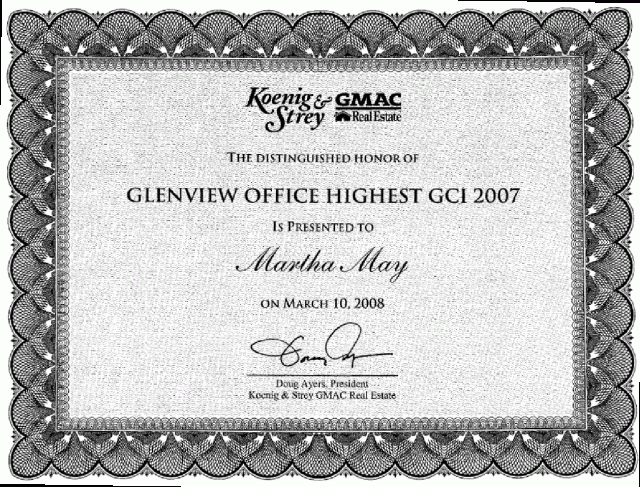 Koenig & Strey GMAC Real Estate
THE DISTINGUISHED HONOR OF
GLENVIEW OFFICE HIGHEST GCI 2007
IS PRESENTED TO
Martha May
ON MARCH 10, 2008
Doug Ayers, President
Koenig & Strey GMAC Real Estate